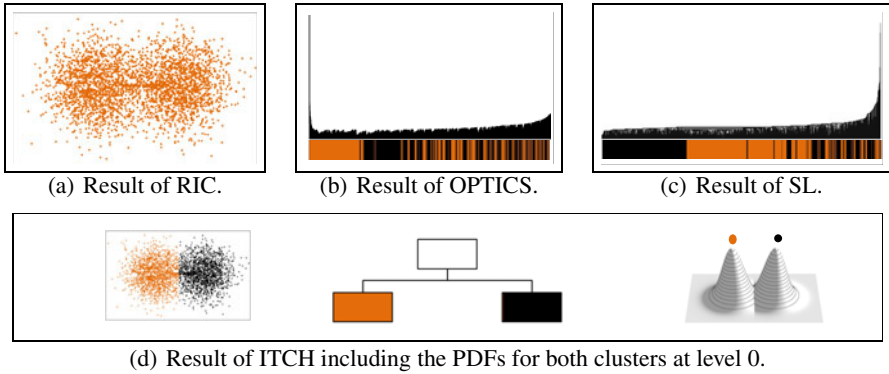 (a) Result of RIC.
(b) Result of OPTICS.
(c) Result of SL.
(d) Result of ITCH including the PDFs for both clusters at level 0.